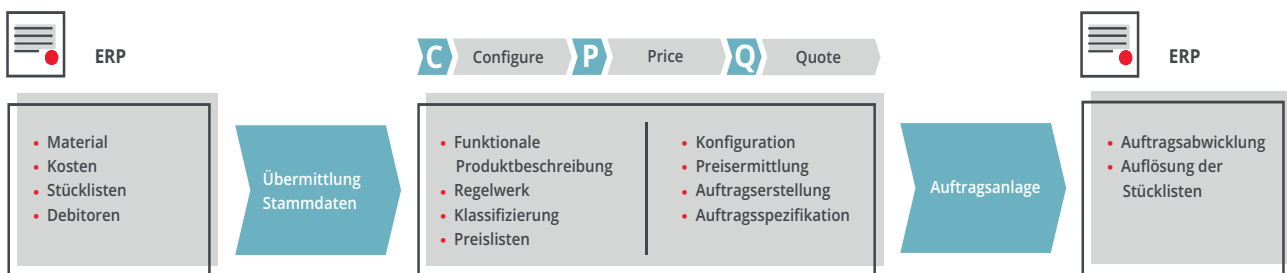 ERP
• Material
• Kosten
• Stücklisten
• Debitoren
Übermittlung
Stammdaten
C Configure P Price Q Quote
• Funktionale
Produktbeschreibung
• Regelwerk
• Klassifizierung
• Preislisten
• Konfiguration
• Preisermittlung
• Auftragserstellung
• Auftragsspezifikation
Auftragsanlage
ERP
• Auftragsabwicklung
• Auflösung der
Stücklisten